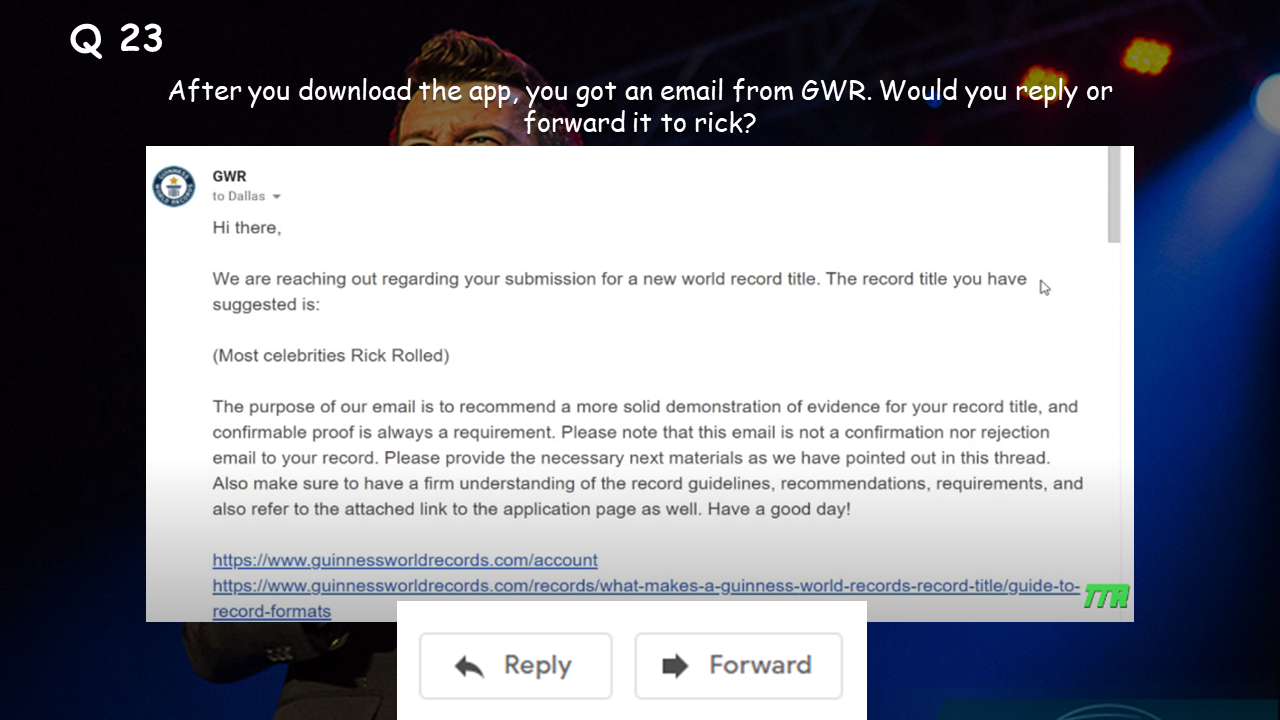 Q 23
After you download the app, you got an email from GWR. Would you reply or
forward it to rick?
GWR
to Dallas
Hi there,
We are reaching out regarding your submission for a new world record title. The record title you have
suggested is:
(Most celebrities Rick Rolled)
The purpose of our email is to recommend a more solid demonstration of evidence for your record title, and
confirmable proof is always a requirement. Please note that this email is not a confirmation nor rejection
email to your record. Please provide the necessary next materials as we have pointed out in this thread.
Also make sure to have a firm understanding of the record guidelines, recommendations, requirements, and
also refer to the attached link to the application page as well. Have a good day!
https://www.guinnessworldrecords.com/account
https://www.guinnessworldrecords.com/records/what-makes-a-guinness-world-records-record-title/guide-to-
record-formats
TTR
Reply
Forward